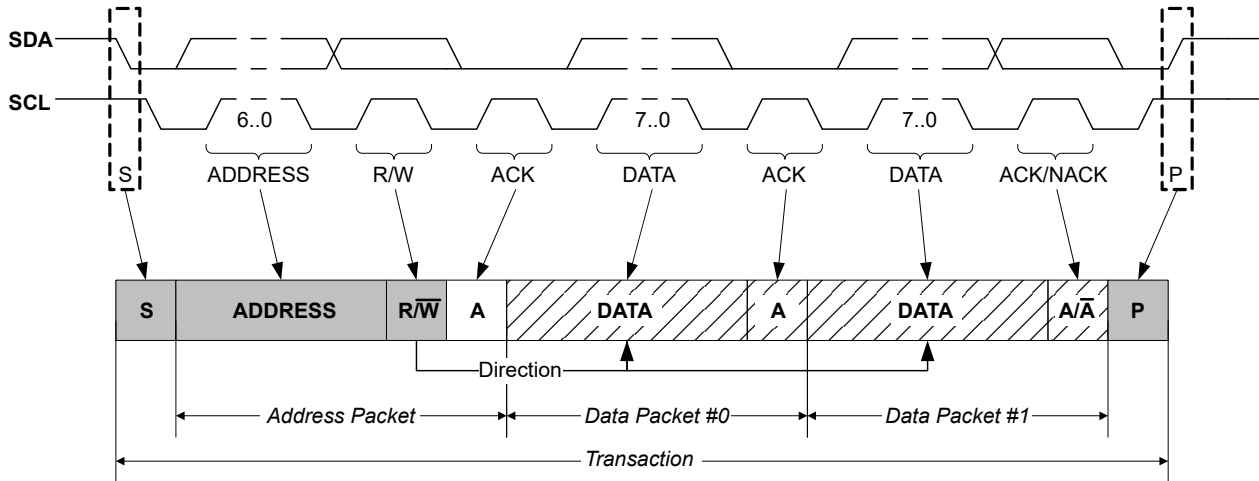 SDA
SCL
6..0 7..0 7..0
S ADDRESS R/W ACK DATA ACK DATA ACK/NACK P
S ADDRESS R/W̅ A DATA A DATA A/A̅ P
Direction
Address Packet Data Packet #0 Data Packet #1
Transaction